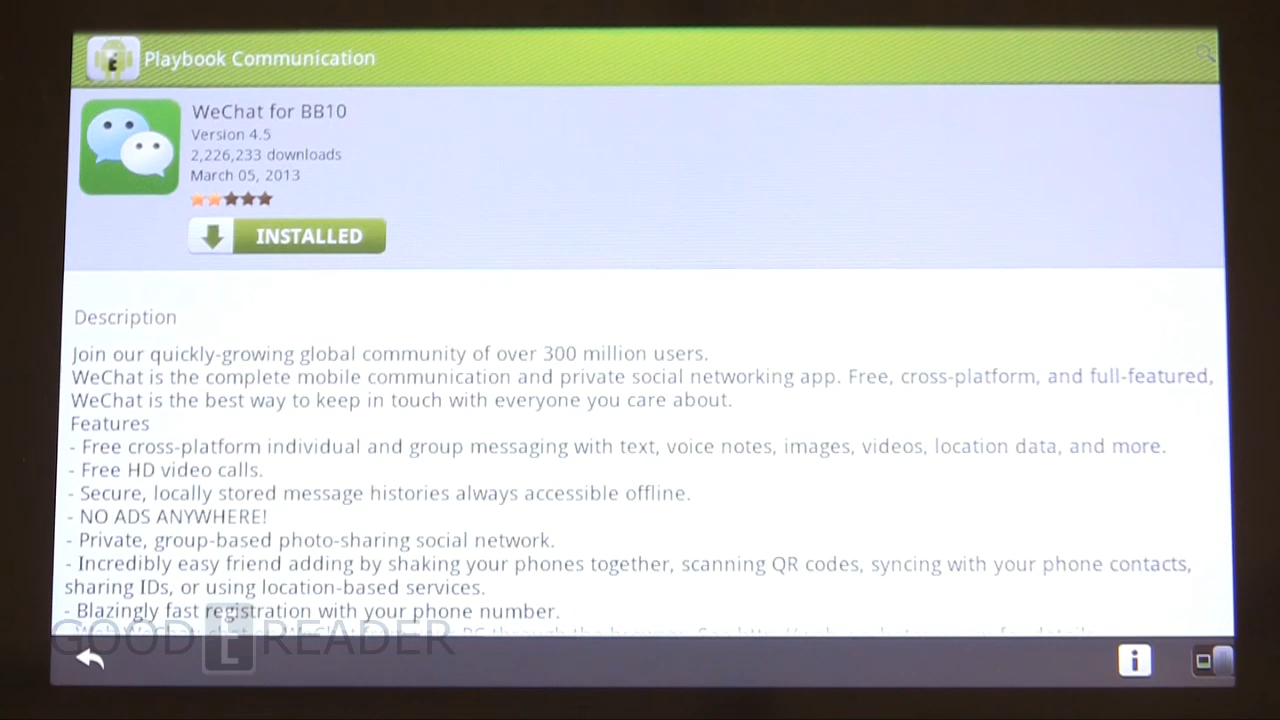 Playbook Communication
WeChat for BB10
Version 4.5
2,226,233 downloads
March 05, 2013
INSTALLED
Description
Join our quickly-growing global community of over 300 million users.
WeChat is the complete mobile communication and private social networking app. Free, cross-platform, and full-featured,
WeChat is the best way to keep in touch with everyone you care about.
Features
- Free cross-platform individual and group messaging with text, voice notes, images, videos, location data, and more.
- Free HD video calls.
- Secure, locally stored message histories always accessible offline.
- NO ADS ANYWHERE!
- Private, group-based photo-sharing social network.
- Incredibly easy friend adding by shaking your phones together, scanning QR codes, syncing with your phone contacts,
sharing IDs, or using location-based services.
- Blazingly fast registration with your phone number.
GOOD E READER